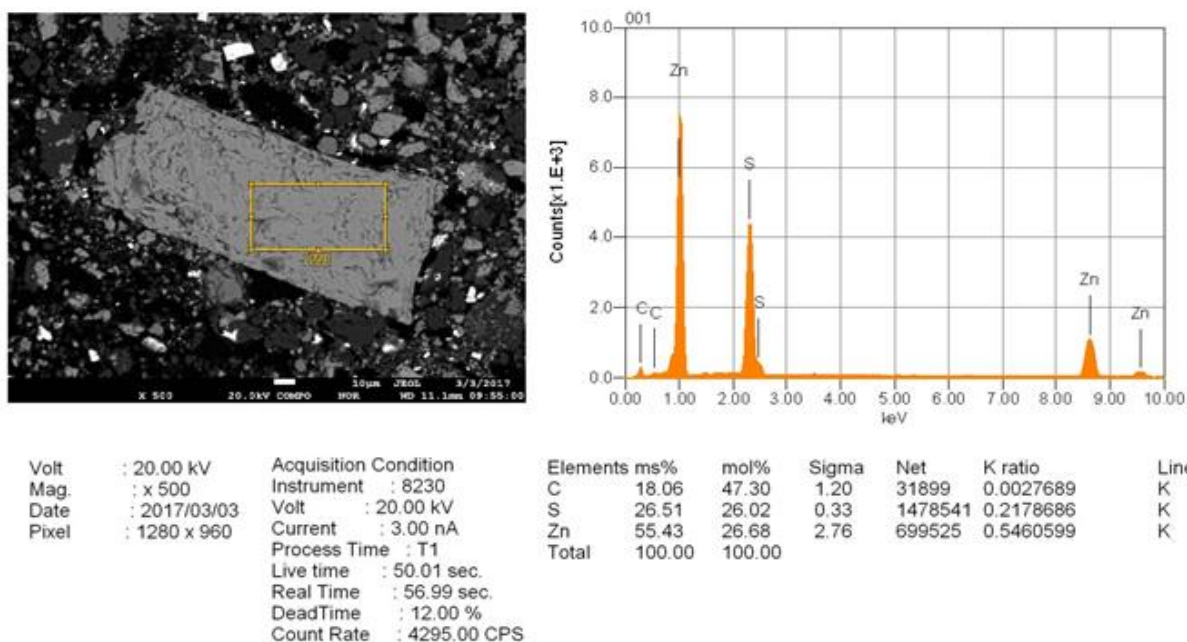 10μm JEOL 3/3/2017
X 500 20.0kV COMPO NOR WD 11.1mm 09:55:00
001
10.0
8.0
6.0
4.0
2.0
0.0
Counts[x1.E+3]
Zn
S
S
C
C
Zn
Zn
0.00 1.00 2.00 3.00 4.00 5.00 6.00 7.00 8.00 9.00 10.00
keV
Volt : 20.00 kV
Mag. : x 500
Date : 2017/03/03
Pixel : 1280 x 960
Acquisition Condition
Instrument : 8230
Volt : 20.00 kV
Current : 3.00 nA
Process Time : T1
Live time : 50.01 sec.
Real Time : 56.99 sec.
DeadTime : 12.00 %
Count Rate : 4295.00 CPS
Elements ms% mol% Sigma Net K ratio Line
C 18.06 47.30 1.20 31899 0.0027689 K
S 26.51 26.02 0.33 1478541 0.2178686 K
Zn 55.43 26.68 2.76 699525 0.5460599 K
Total 100.00 100.00